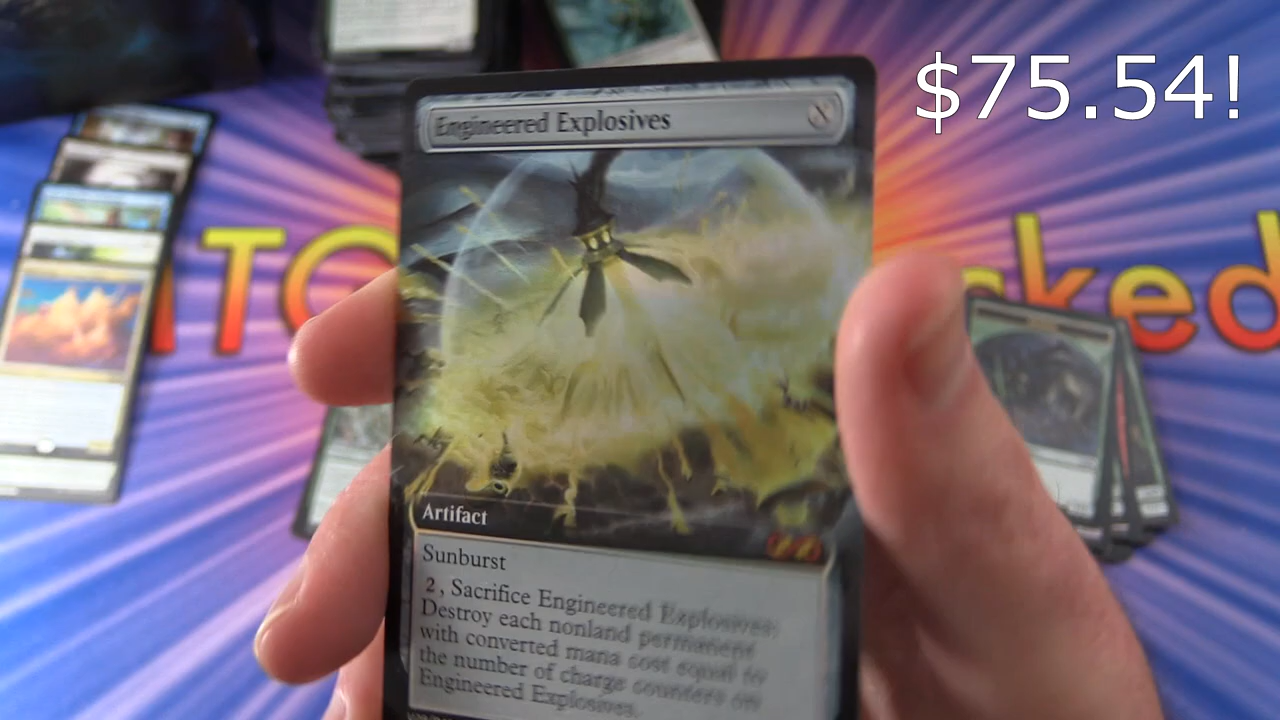 $75.54!
Engineered Explosives X
ked
Artifact
Sunburst
2, Sacrifice Engineered Explosives:
Destroy each nonland permanent
with converted mana cost equal to
the number of charge counters on
Engineered Explosives.